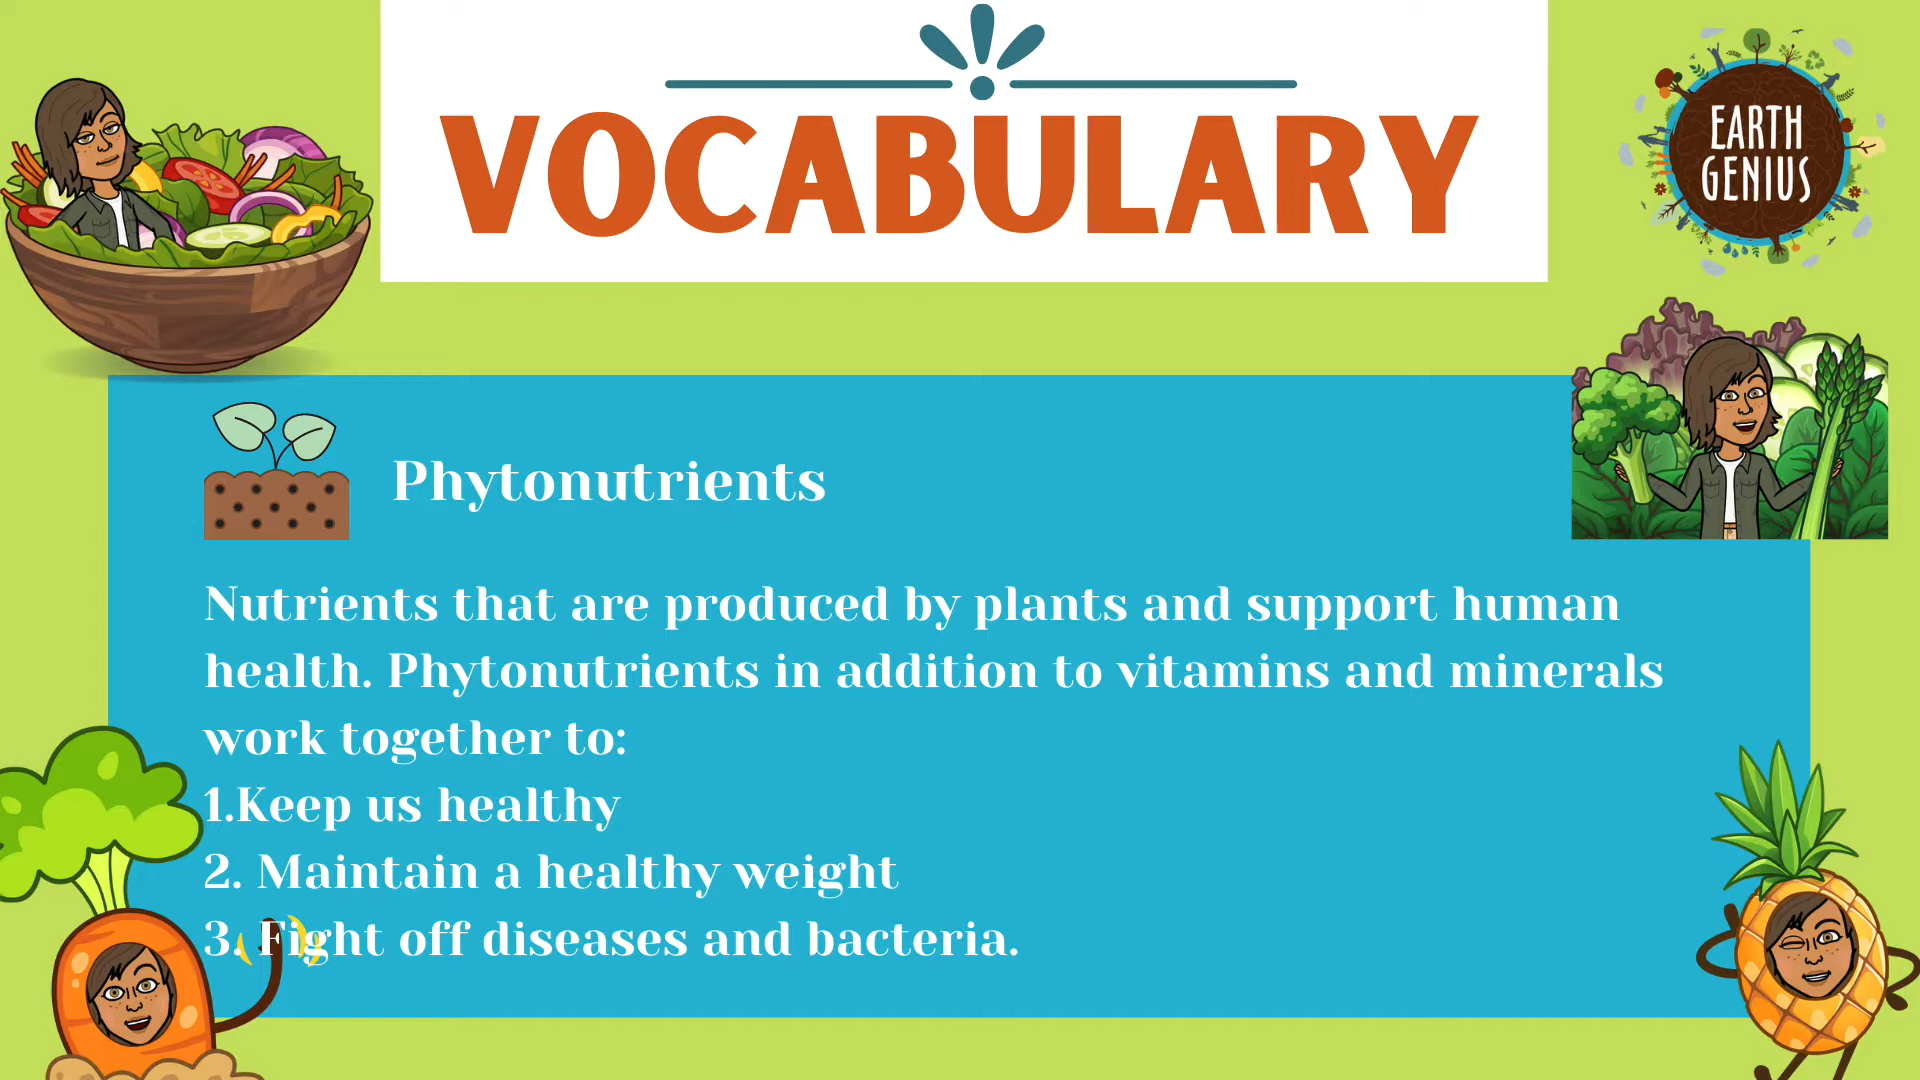 VOCABULARY
EARTH
GENIUS
Phytonutrients
Nutrients that are produced by plants and support human
health. Phytonutrients in addition to vitamins and minerals
work together to:
1.Keep us healthy
2. Maintain a healthy weight
3. Fight off diseases and bacteria.